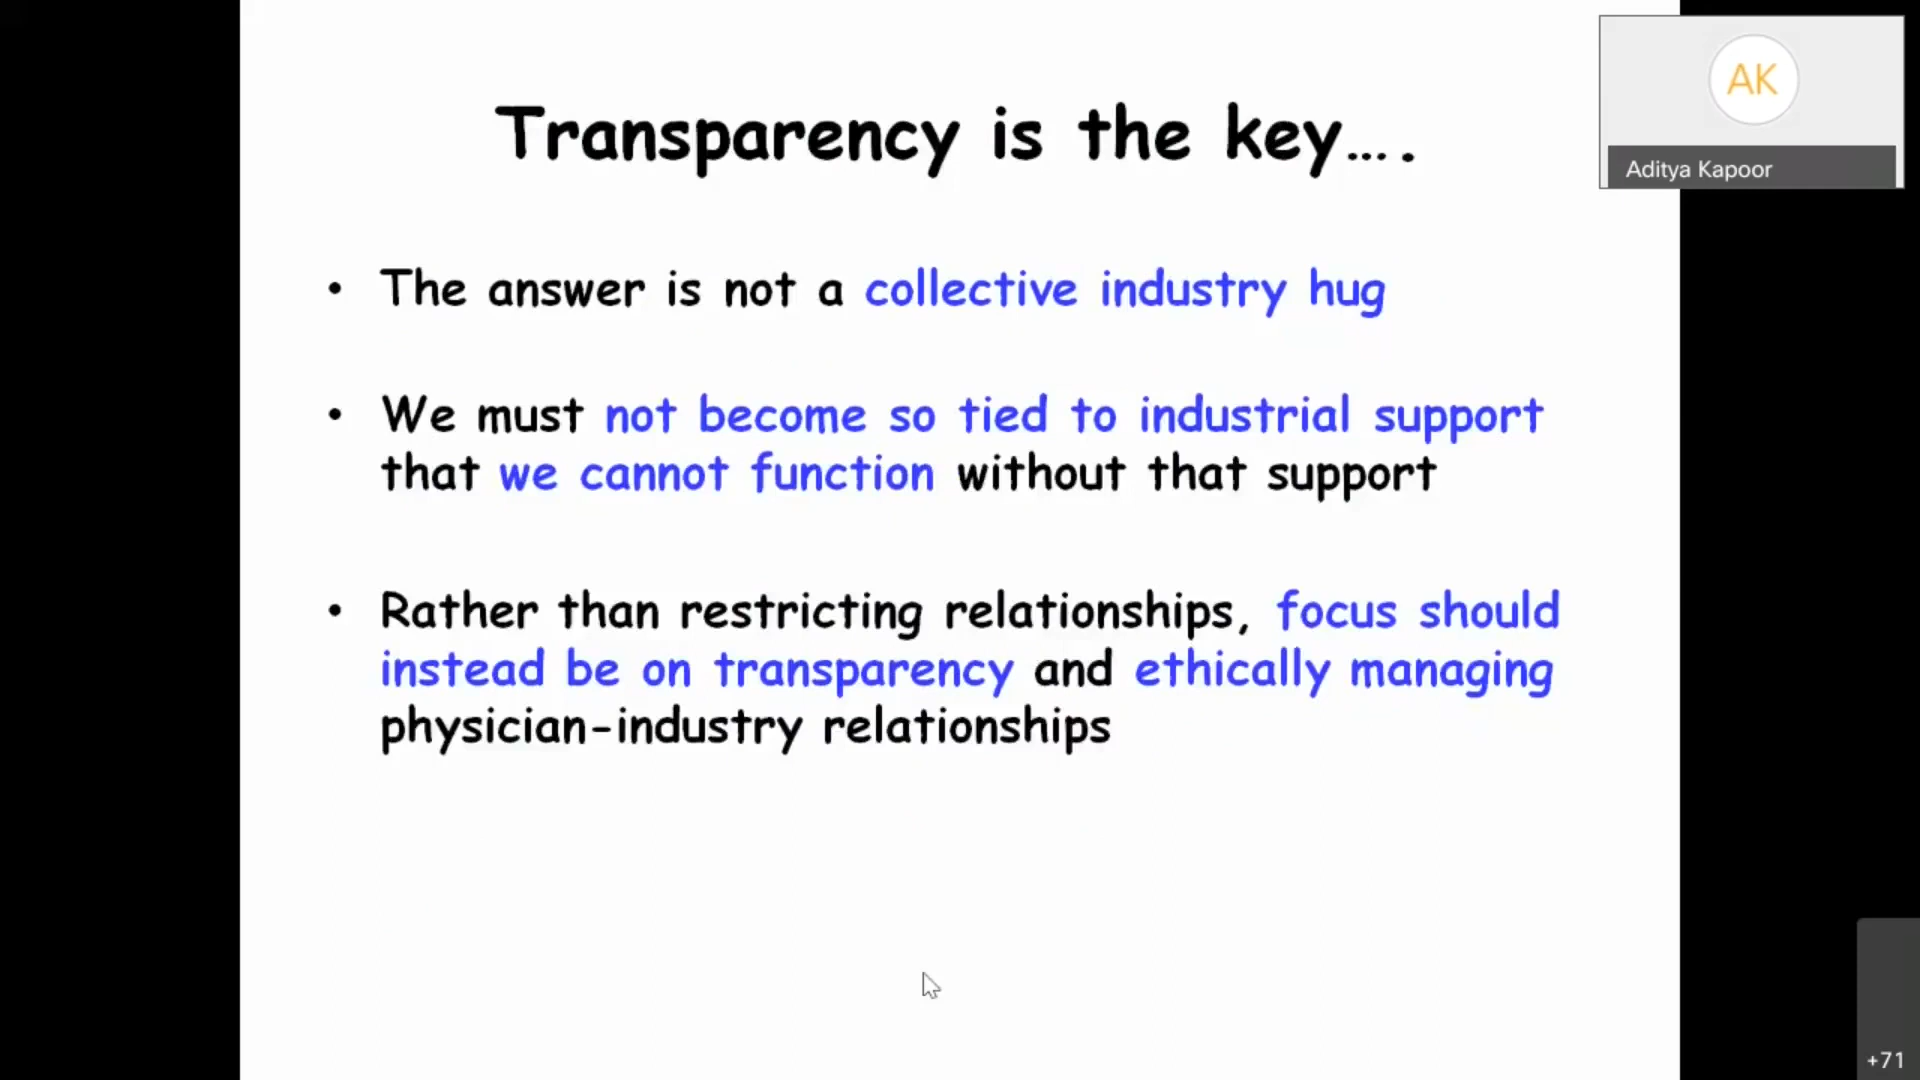 Transparency is the key....
• The answer is not a collective industry hug
• We must not become so tied to industrial support
that we cannot function without that support
• Rather than restricting relationships, focus should
instead be on transparency and ethically managing
physician-industry relationships
AK
Aditya Kapoor
+71